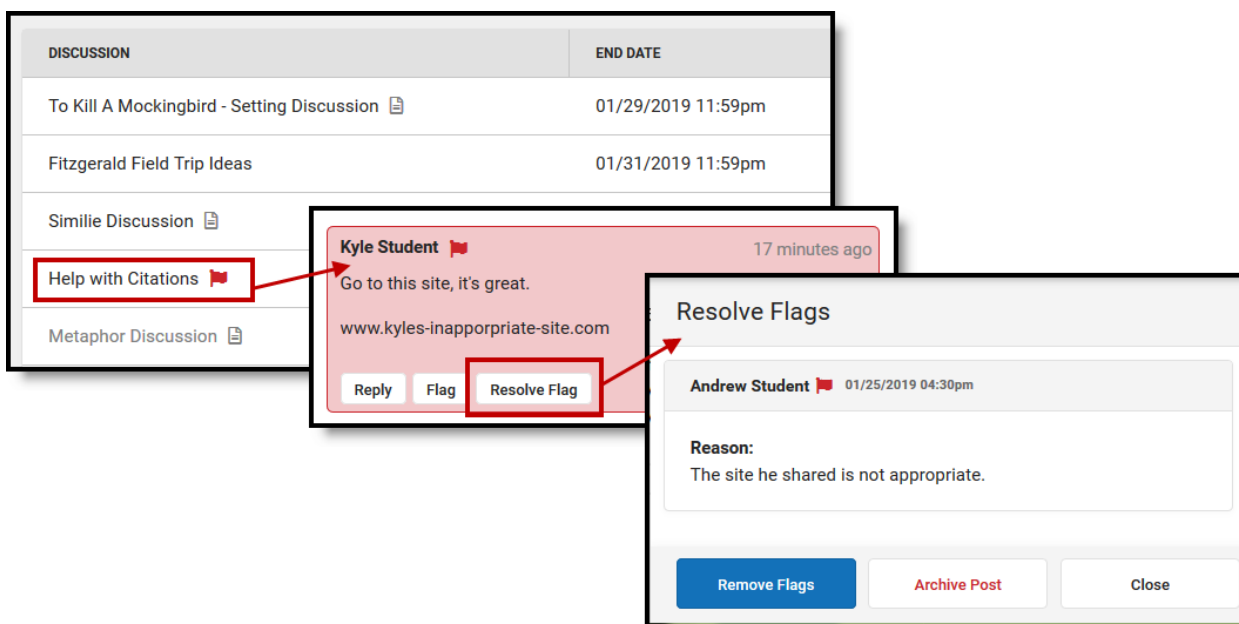 DISCUSSION END DATE
To Kill A Mockingbird - Setting Discussion 01/29/2019 11:59pm
Fitzgerald Field Trip Ideas 01/31/2019 11:59pm
Similie Discussion
Help with Citations
Metaphor Discussion
Kyle Student 17 minutes ago
Go to this site, it's great.
www.kyles-inapporpriate-site.com
Reply Flag Resolve Flag
Resolve Flags
Andrew Student 01/25/2019 04:30pm
Reason:
The site he shared is not appropriate.
Remove Flags Archive Post Close